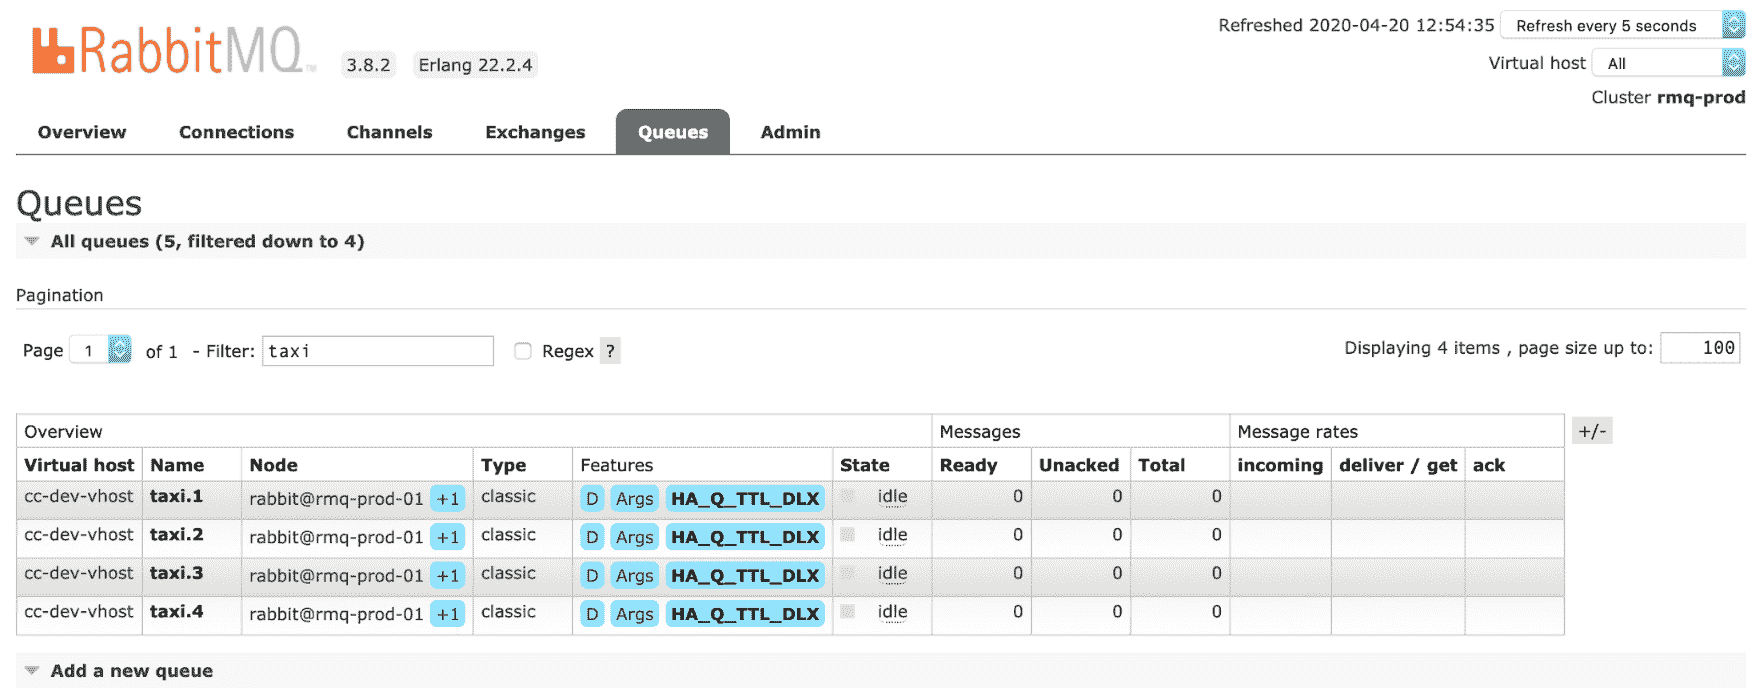 RabbitMQ™ 3.8.2 Erlang 22.2.4
Refreshed 2020-04-20 12:54:35 Refresh every 5 seconds
Virtual host All
Cluster rmq-prod
Overview Connections Channels Exchanges Queues Admin
Queues
All queues (5, filtered down to 4)
Pagination
Page 1 of 1 - Filter: taxi Regex ? Displaying 4 items , page size up to: 100
Overview Messages Message rates +/-
Virtual host Name Node Type Features State Ready Unacked Total incoming deliver / get ack
cc-dev-vhost taxi.1 rabbit@rmq-prod-01 +1 classic D Args HA_Q_TTL_DLX idle 0 0 0
cc-dev-vhost taxi.2 rabbit@rmq-prod-01 +1 classic D Args HA_Q_TTL_DLX idle 0 0 0
cc-dev-vhost taxi.3 rabbit@rmq-prod-01 +1 classic D Args HA_Q_TTL_DLX idle 0 0 0
cc-dev-vhost taxi.4 rabbit@rmq-prod-01 +1 classic D Args HA_Q_TTL_DLX idle 0 0 0
Add a new queue